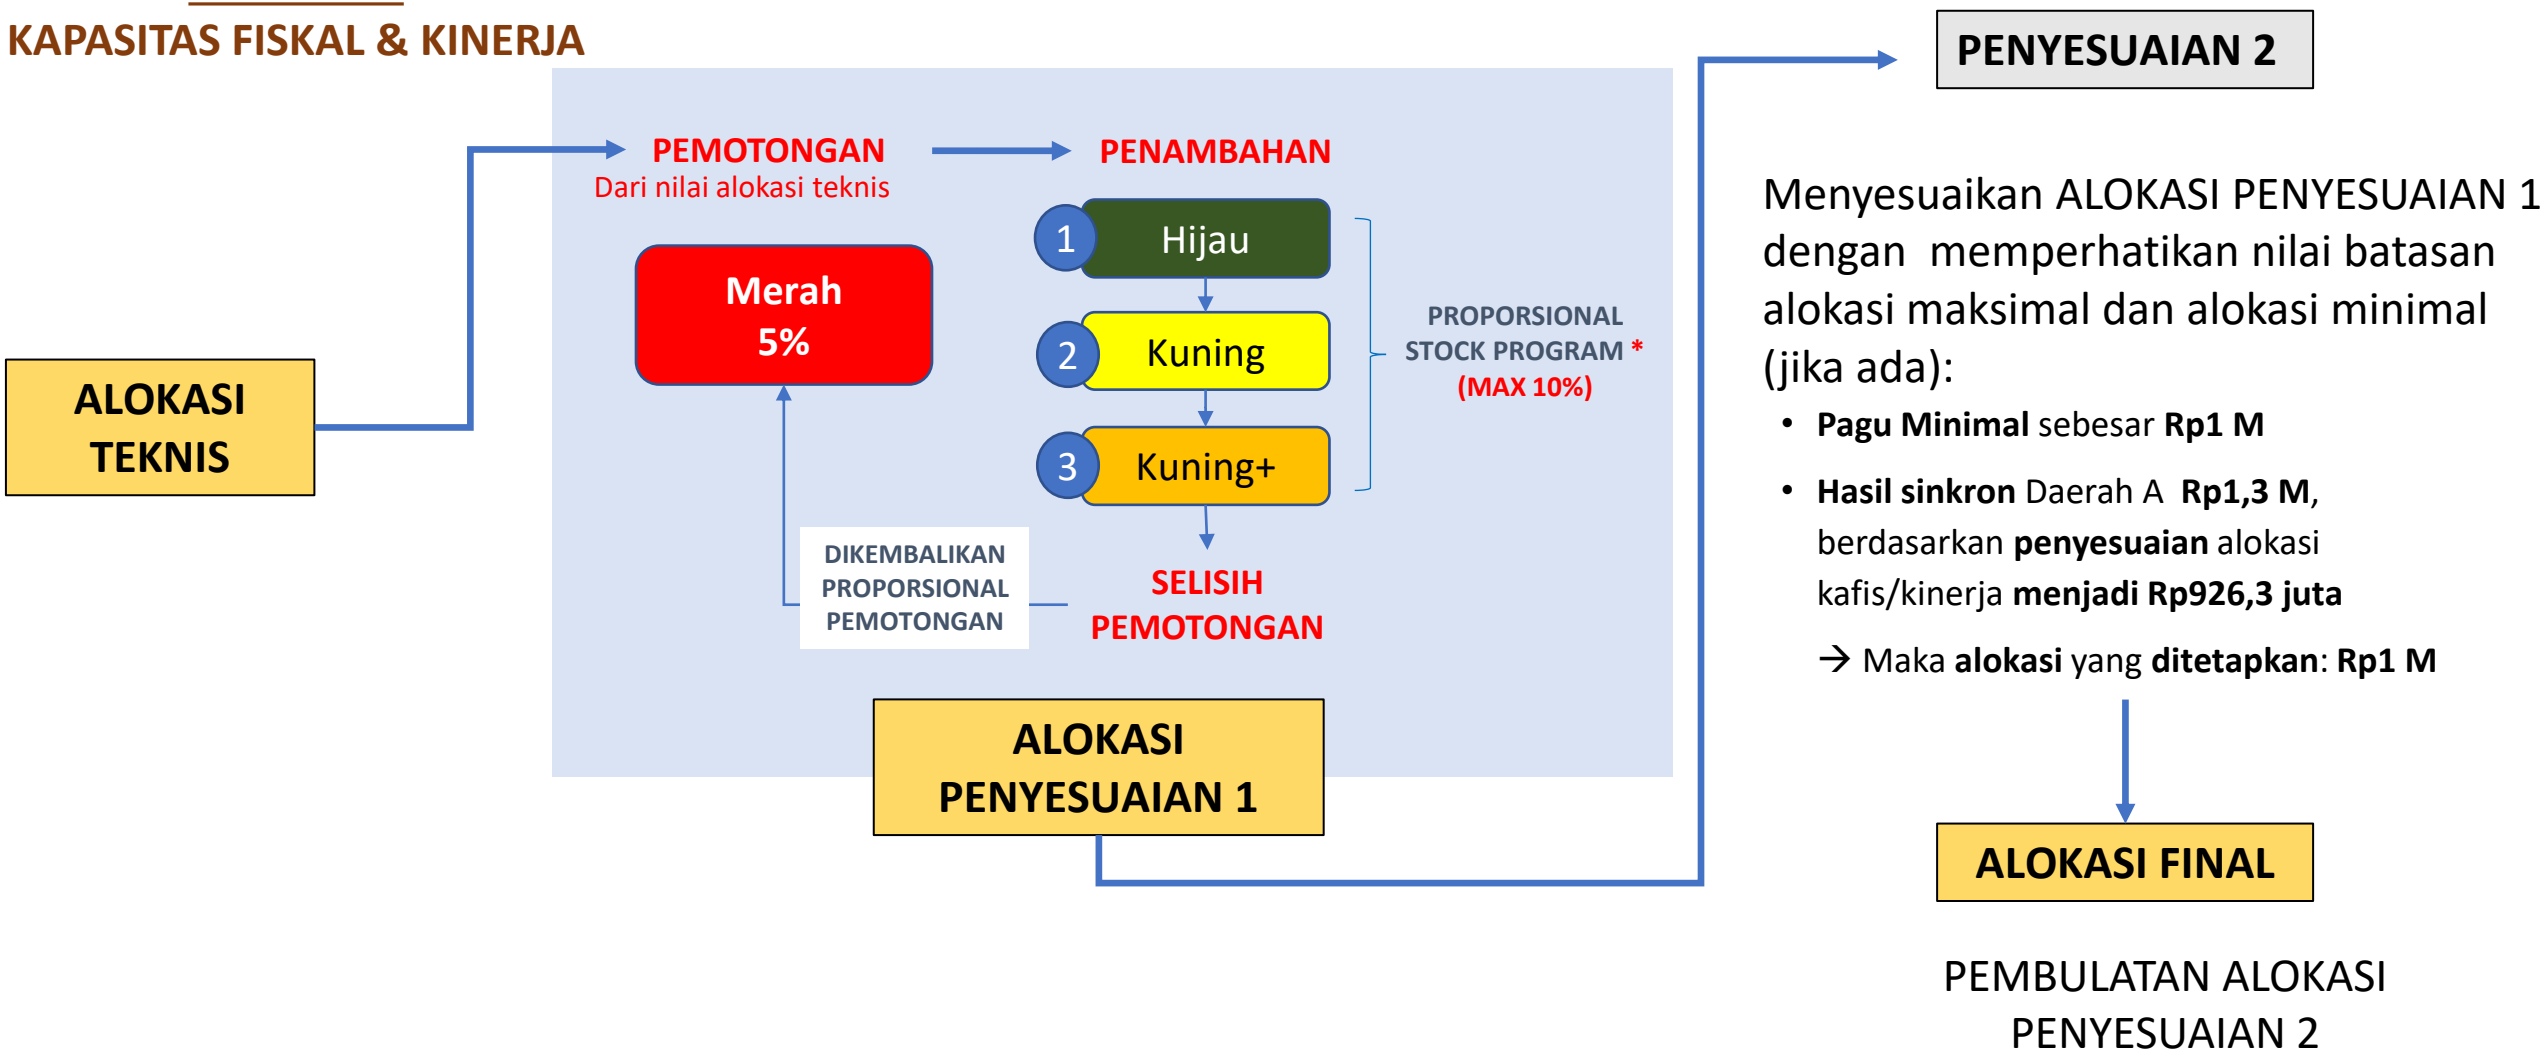 KAPASITAS FISKAL & KINERJA
ALOKASI
TEKNIS
PEMOTONGAN
Dari nilai alokasi teknis
Merah
5%
PENAMBAHAN
1
Hijau
2
Kuning
3
Kuning+
PROPORSIONAL
STOCK PROGRAM *
(MAX 10%)
SELISIH
PEMOTONGAN
DIKEMBALIKAN
PROPORSIONAL
PEMOTONGAN
ALOKASI
PENYESUAIAN 1
PENYESUAIAN 2
Menyesuaikan ALOKASI PENYESUAIAN 1
dengan memperhatikan nilai batasan
alokasi maksimal dan alokasi minimal
(jika ada):
• Pagu Minimal sebesar Rp1 M
• Hasil sinkron Daerah A Rp1,3 M,
berdasarkan penyesuaian alokasi
kafis/kinerja menjadi Rp926,3 juta
→ Maka alokasi yang ditetapkan: Rp1 M
ALOKASI FINAL
PEMBULATAN ALOKASI
PENYESUAIAN 2